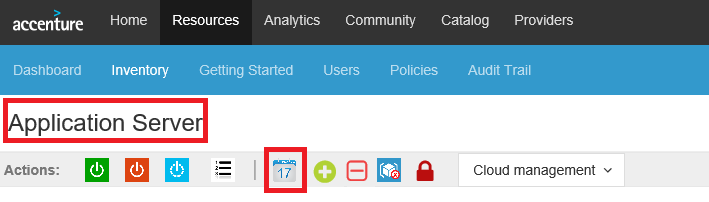 accenture Home Resources Analytics Community Catalog Providers
Dashboard Inventory Getting Started Users Policies Audit Trail
Application Server
Actions: 17 Cloud management